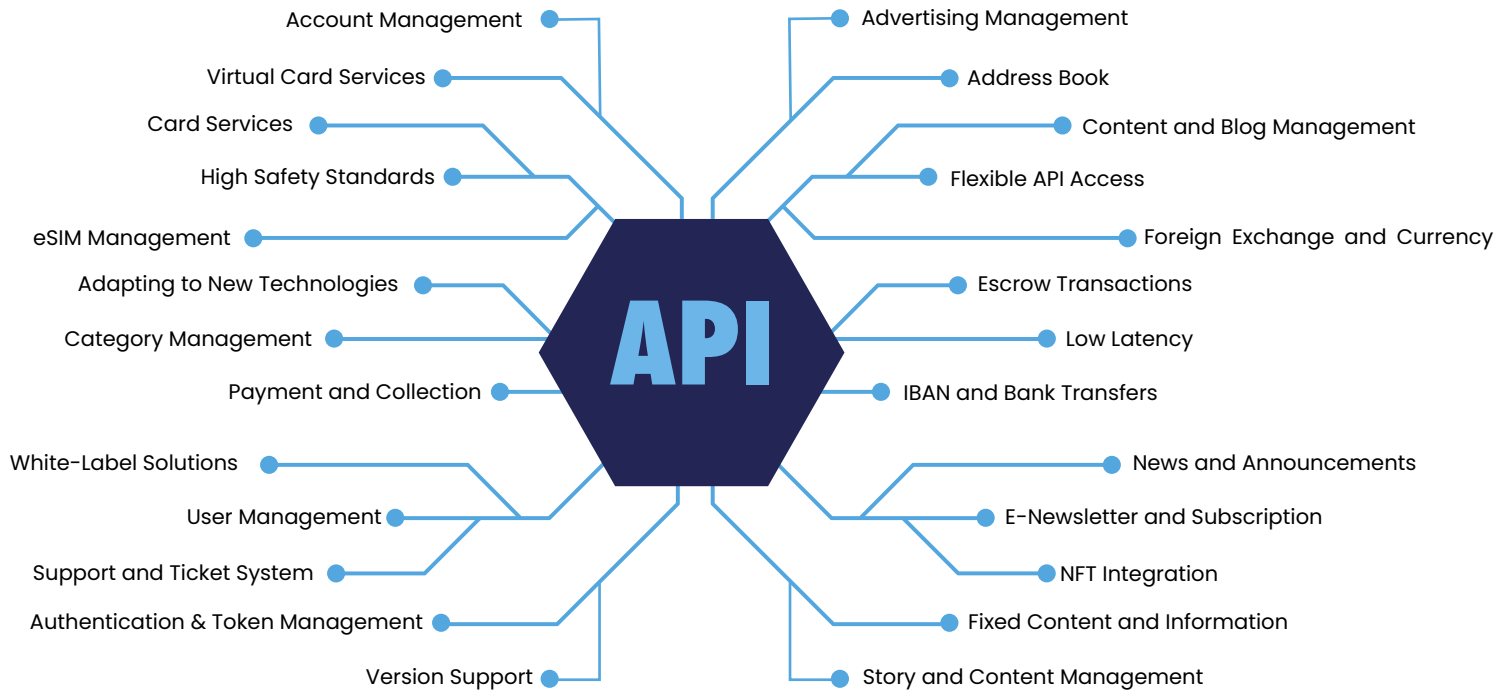 Account Management
Advertising Management
Virtual Card Services
Address Book
Card Services
Content and Blog Management
High Safety Standards
Flexible API Access
eSIM Management
Foreign Exchange and Currency
Adapting to New Technologies
Escrow Transactions
Category Management
Low Latency
API
Payment and Collection
IBAN and Bank Transfers
White-Label Solutions
News and Announcements
User Management
E-Newsletter and Subscription
Support and Ticket System
NFT Integration
Authentication & Token Management
Fixed Content and Information
Version Support
Story and Content Management